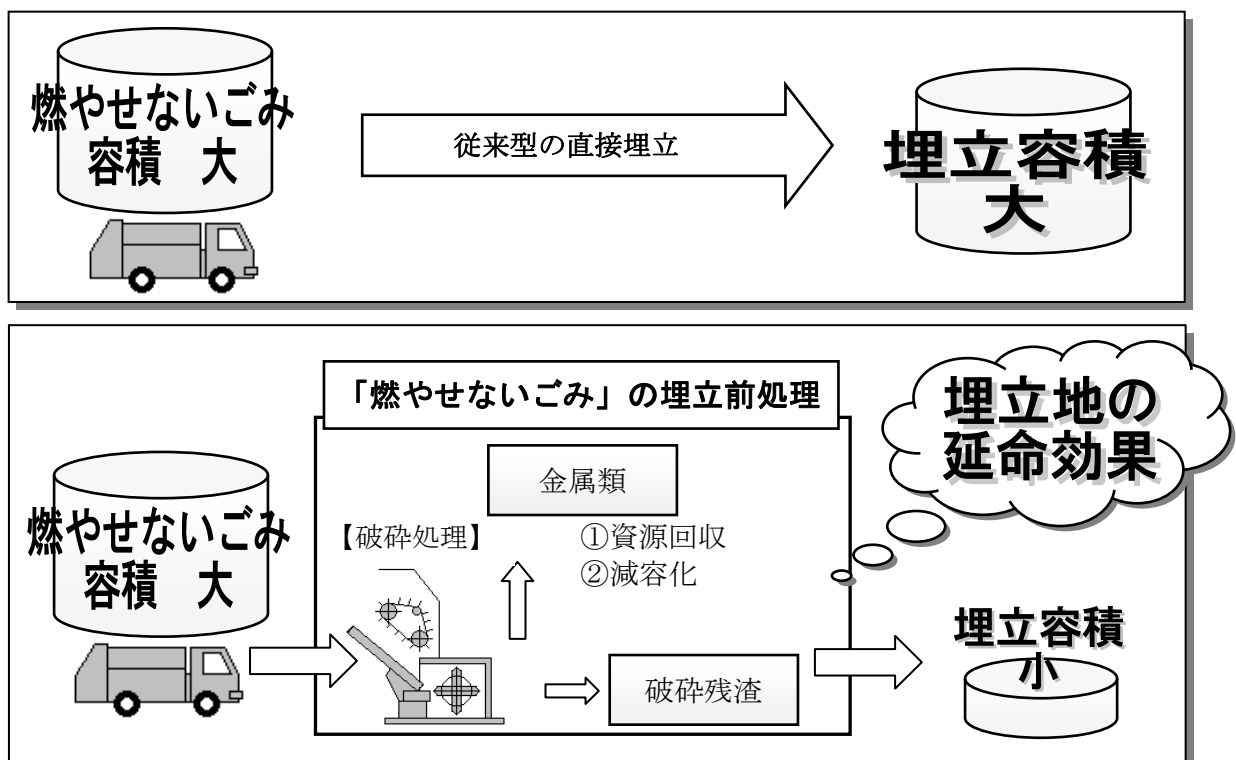 燃やせないごみ
容積　大
従来型の直接埋立
埋立容積
大
「燃やせないごみ」の埋立前処理
埋立地の
延命効果
燃やせないごみ
容積　大
金属類
【破砕処理】
①資源回収
②減容化
破砕残渣
埋立容積
小